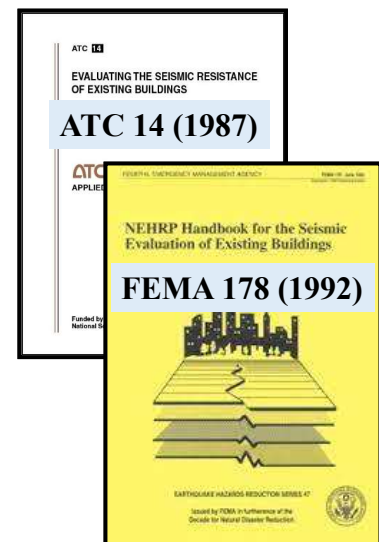 ATC 14
EVALUATING THE SEISMIC RESISTANCE
OF EXISTING BUILDINGS
ATC 14 (1987)
ATC
APPLIED
Funded by
National
FEDERAL EMERGENCY MANAGEMENT AGENCY
NEHRP Handbook for the Seismic
Evaluation of Existing Buildings
FEMA 178 (1992)
EARTHQUAKE HAZARDS REDUCTION SERIES 47
Issued by FEMA in furtherance of the
Decade for Natural Disaster Reduction